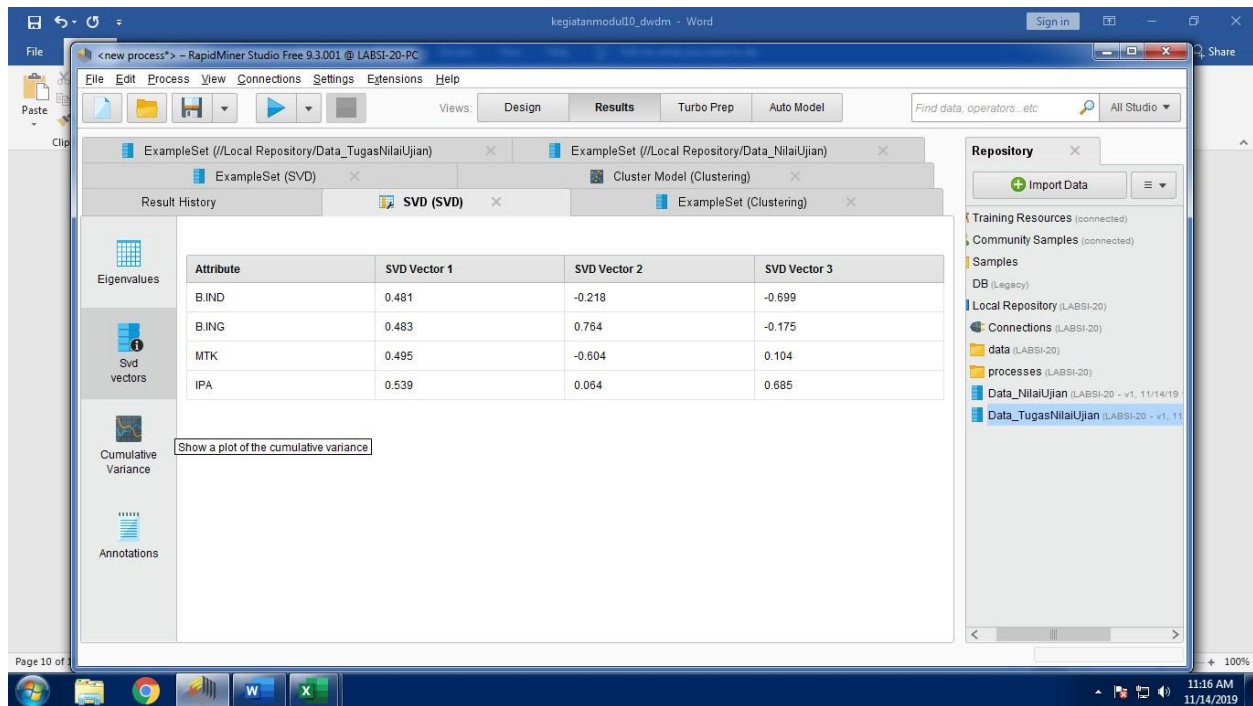 kegiatanmodul10_dwdm - Word
Sign in
File
Share
Paste
Clip
<new process*> – RapidMiner Studio Free 9.3.001 @ LABSI-20-PC
File Edit Process View Connections Settings Extensions Help
Views: Design Results Turbo Prep Auto Model
Find data, operators...etc
All Studio
ExampleSet (//Local Repository/Data_TugasNilaiUjian)
ExampleSet (//Local Repository/Data_NilaiUjian)
ExampleSet (SVD)
Cluster Model (Clustering)
Result History
SVD (SVD)
ExampleSet (Clustering)
Eigenvalues
Svd vectors
Cumulative Variance
Annotations
Attribute SVD Vector 1 SVD Vector 2 SVD Vector 3
B.IND 0.481 -0.218 -0.699
B.ING 0.483 0.764 -0.175
MTK 0.495 -0.604 0.104
IPA 0.539 0.064 0.685
Show a plot of the cumulative variance
Repository
Import Data
Training Resources (connected)
Community Samples (connected)
Samples
DB (Legacy)
Local Repository (LABSI-20)
Connections (LABSI-20)
data (LABSI-20)
processes (LABSI-20)
Data_NilaiUjian (LABSI-20 - v1, 11/14/19
Data_TugasNilaiUjian (LABSI-20 - v1, 11
Page 10 of
100%
11:16 AM
11/14/2019